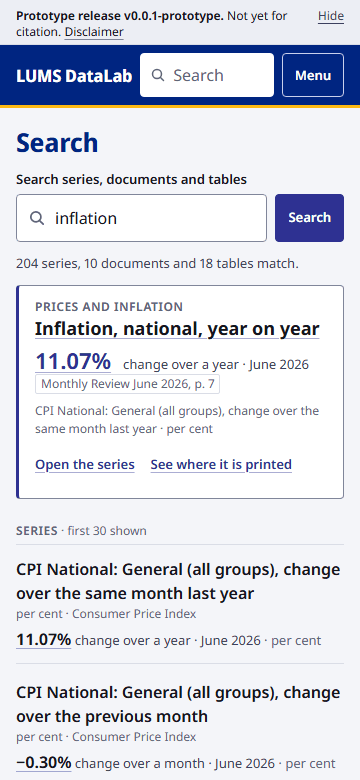 Prototype release v0.0.1-prototype. Not yet for citation. Disclaimer
Hide
LUMS DataLab
Search
Menu
Search
Search series, documents and tables
inflation
Search
204 series, 10 documents and 18 tables match.
PRICES AND INFLATION
Inflation, national, year on year
11.07% change over a year · June 2026
Monthly Review June 2026, p. 7
CPI National: General (all groups), change over the
same month last year · per cent
Open the series
See where it is printed
SERIES · first 30 shown
CPI National: General (all groups), change
over the same month last year
per cent · Consumer Price Index
11.07% change over a year · June 2026 · per cent
CPI National: General (all groups), change
over the previous month
per cent · Consumer Price Index
−0.30% change over a month · June 2026 · per cent